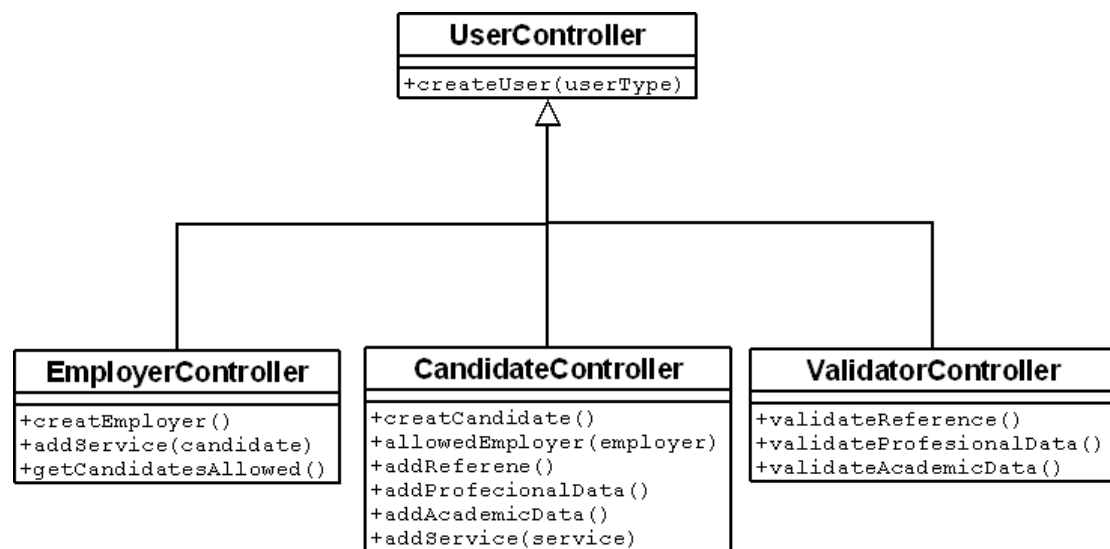 UserController
+createUser(userType)
EmployerController
+creatEmployer()
+addService(candidate)
+getCandidatesAllowed()
CandidateController
+creatCandidate()
+allowedEmployer(employer)
+addReferene()
+addProfecionalData()
+addAcademicData()
+addService(service)
ValidatorController
+validateReference()
+validateProfesionalData()
+validateAcademicData()